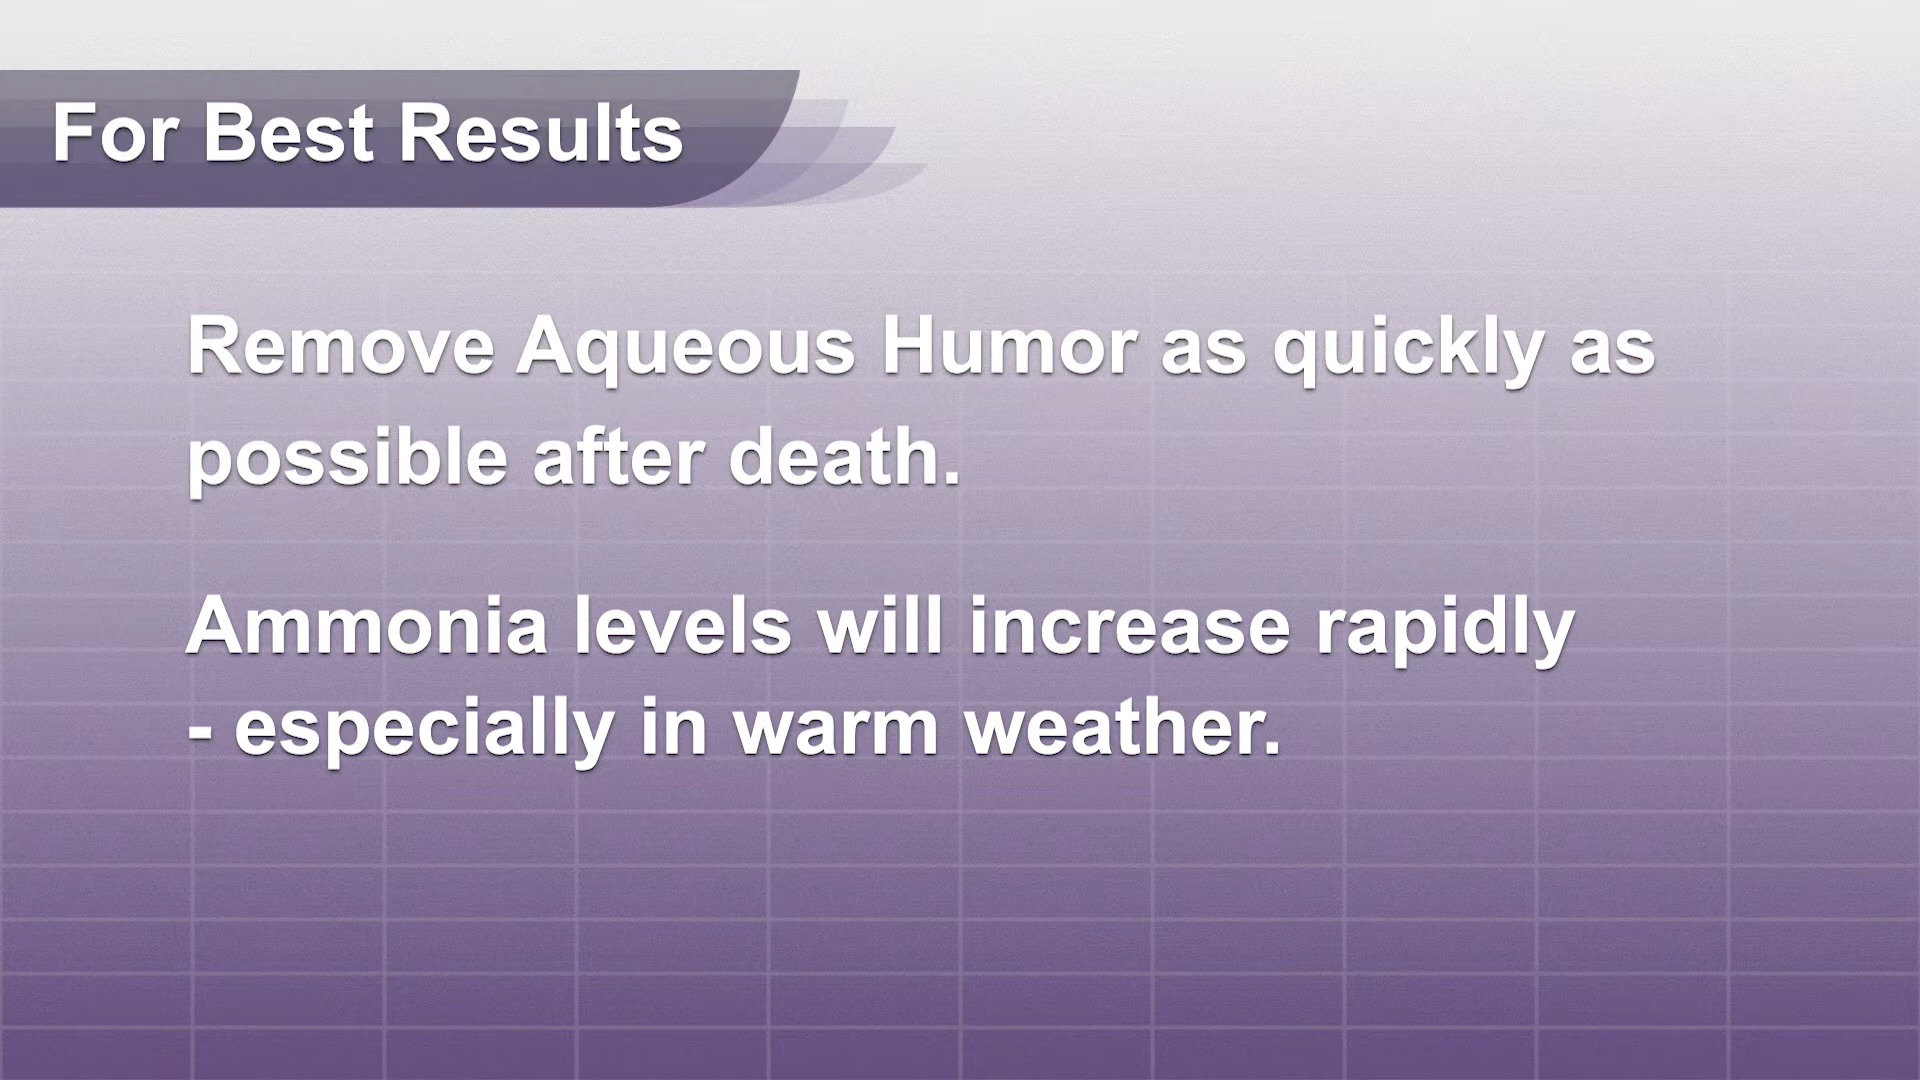 For Best Results
Remove Aqueous Humor as quickly as
possible after death.
Ammonia levels will increase rapidly
- especially in warm weather.